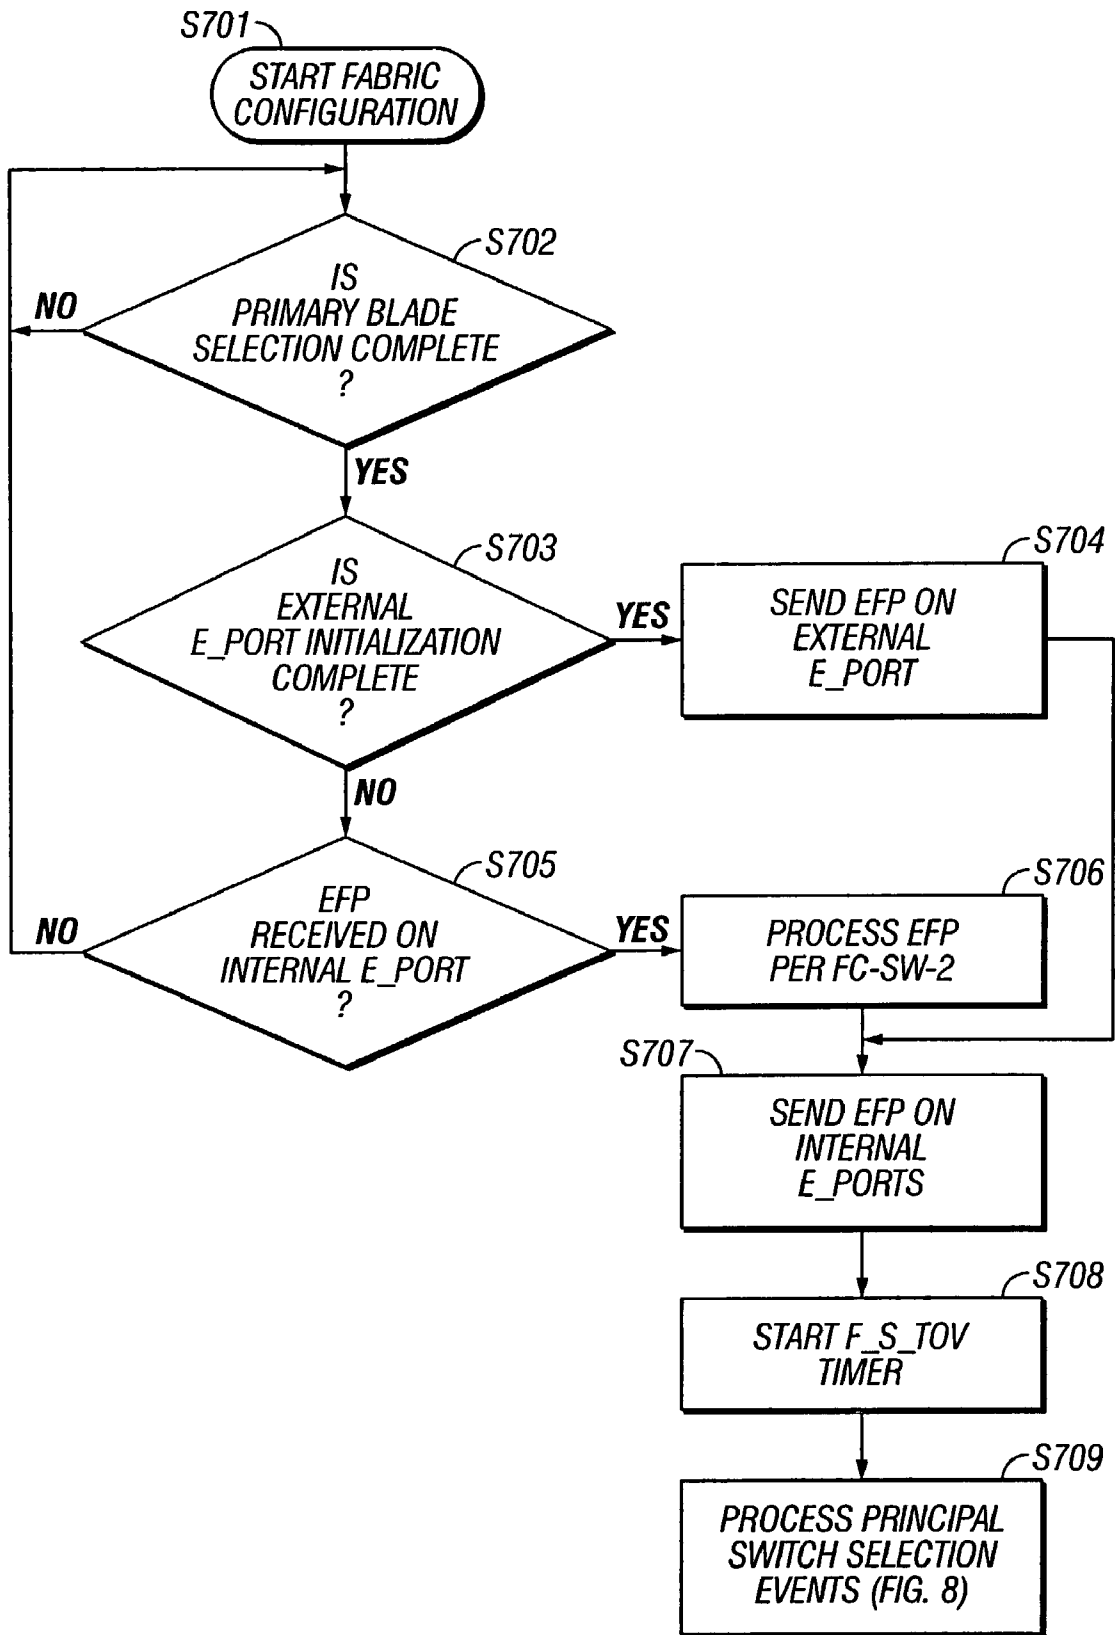 S701
START FABRIC
CONFIGURATION
S702
IS
PRIMARY BLADE
SELECTION COMPLETE
?
NO
YES
S703
IS
EXTERNAL
E_PORT INITIALIZATION
COMPLETE
?
YES
NO
S704
SEND EFP ON
EXTERNAL
E_PORT
S705
EFP
RECEIVED ON
INTERNAL E_PORT
?
NO
YES
S706
PROCESS EFP
PER FC-SW-2
S707
SEND EFP ON
INTERNAL
E_PORTS
S708
START F_S_TOV
TIMER
S709
PROCESS PRINCIPAL
SWITCH SELECTION
EVENTS (FIG. 8)